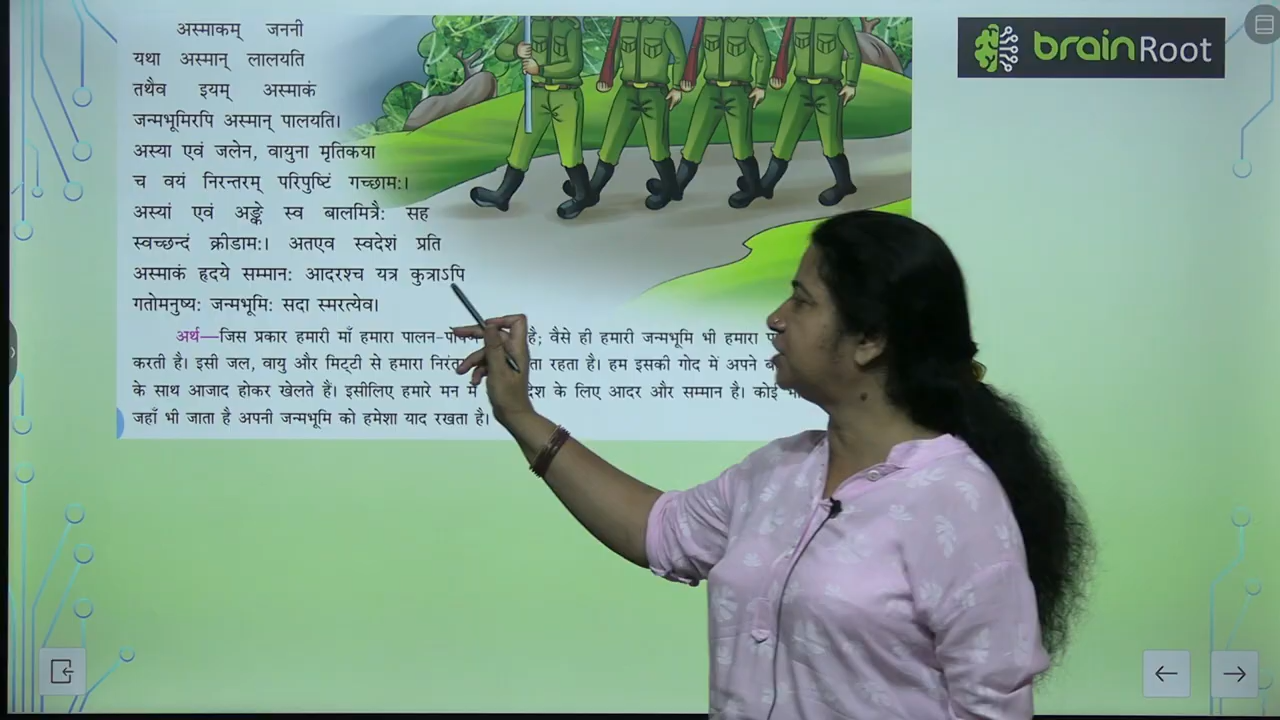 अस्माकम् जननी
यथा अस्मान् लालयति
तथैव इयम् अस्माकं
जन्मभूमिरपि अस्मान् पालयति।
अस्या एवं जलेन, वायुना मृतिकया
च वयं निरन्तरम् परिपुष्टिं गच्छाम:।
अस्यां एवं अङ्के स्व बालमित्रै: सह
स्वच्छन्दं क्रीडाम:। अतएव स्वदेशं प्रति
अस्माकं हृदये सम्मान: आदरश्च यत्र कुत्राऽपि
गतोमनुष्य: जन्मभूमि: सदा स्मरत्येव।
अर्थ—जिस प्रकार हमारी माँ हमारा पालन- है; वैसे ही हमारी जन्मभूमि भी हमारा
करती है। इसी जल, वायु और मिट्टी से हमारा रहता है। हम इसकी गोद में अपने
के साथ आजाद होकर खेलते हैं। इसीलिए हमारे मन में के लिए आदर और सम्मान है। कोई
जहाँ भी जाता है अपनी जन्मभूमि को हमेशा याद रखता है।
brainRoot